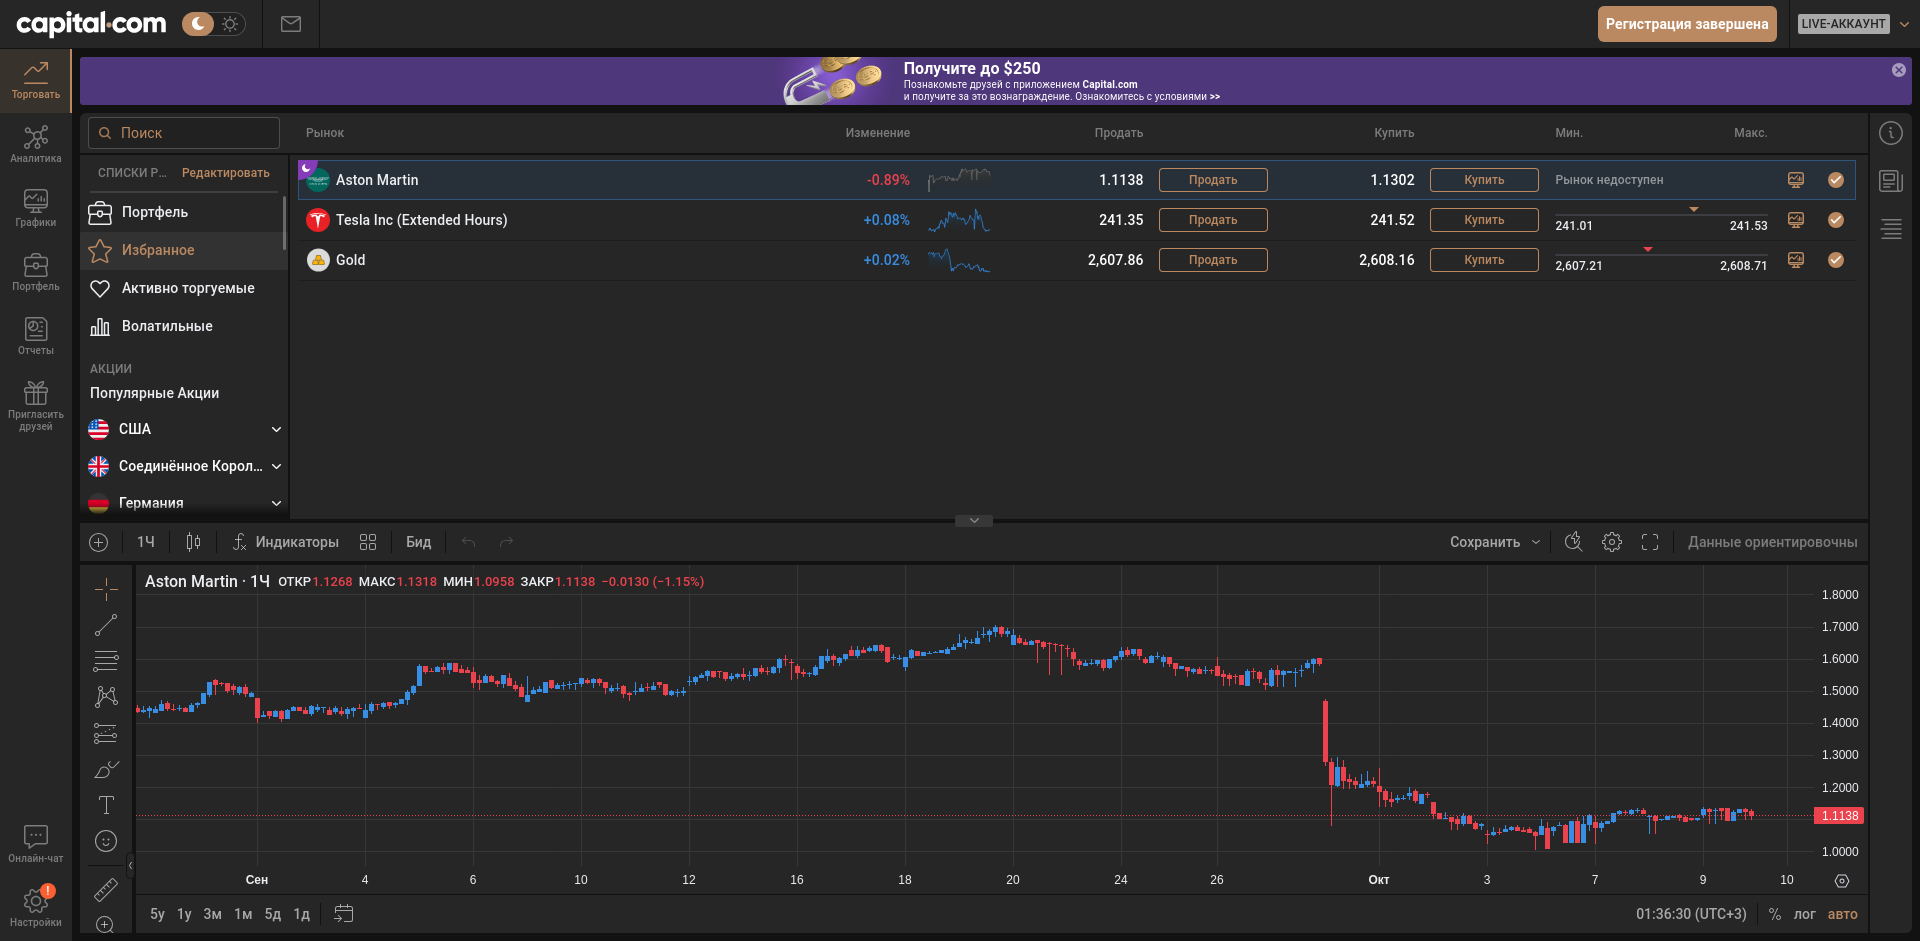 capital.com
Регистрация завершена
LIVE-АККАУНТ
Торговать
Аналитика
Графики
Портфель
Отчеты
Пригласить
друзей
Онлайн-чат
!
Настройки
Получите до $250
Познакомьте друзей с приложением Capital.com
и получите за это вознаграждение. Ознакомитесь с условиями >>
Поиск
СПИСКИ Р... Редактировать
Портфель
Избранное
Активно торгуемые
Волатильные
АКЦИИ
Популярные Акции
США
Соединённое Корол...
Германия
Рынок Изменение Продать Купить Мин. Макс.
Aston Martin -0.89% 1.1138 Продать 1.1302 Купить Рынок недоступен
Tesla Inc (Extended Hours) +0.08% 241.35 Продать 241.52 Купить 241.01 241.53
Gold +0.02% 2,607.86 Продать 2,608.16 Купить 2,607.21 2,608.71
1Ч Индикаторы Бид Сохранить Данные ориентировочны
Aston Martin · 1Ч ОТКР1.1268 МАКС1.1318 МИН1.0958 ЗАКР1.1138 −0.0130 (−1.15%)
1.8000
1.7000
1.6000
1.5000
1.4000
1.3000
1.2000
1.1138
1.0000
Сен 4 6 10 12 16 18 20 24 26 Окт 3 7 9 10
5y 1y 3м 1м 5д 1д 01:36:30 (UTC+3) % лог авто